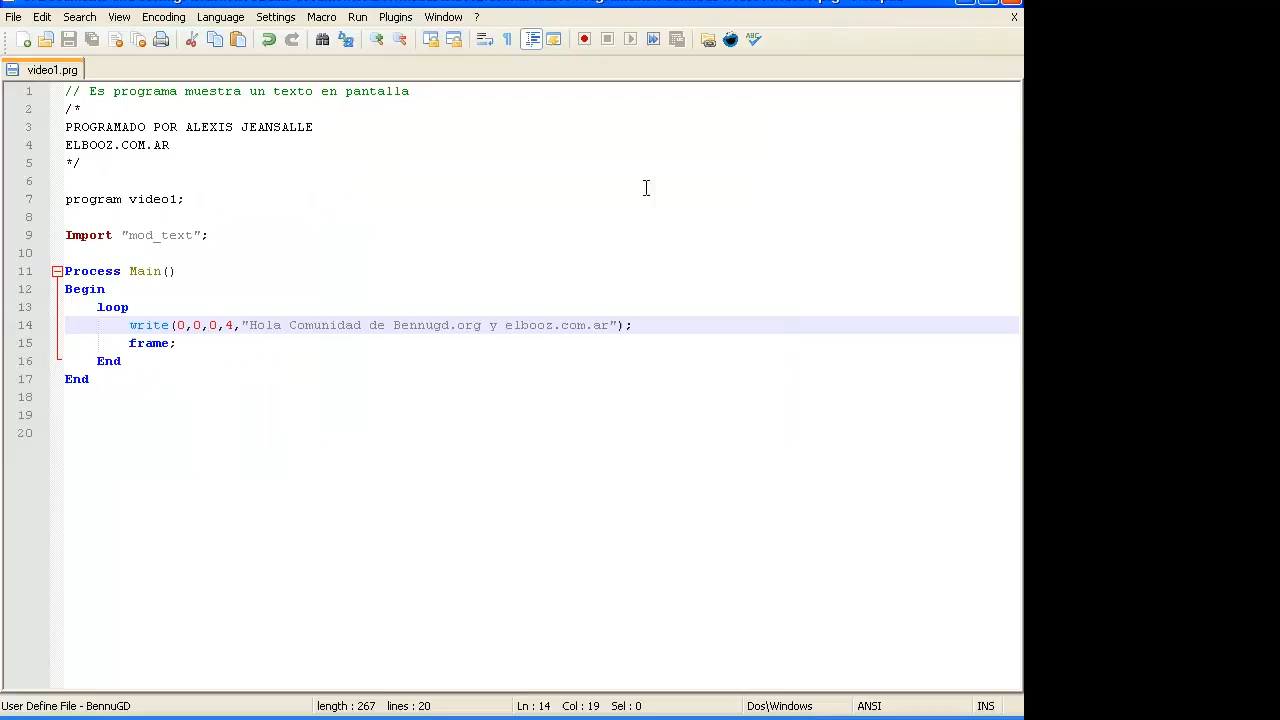 File Edit Search View Encoding Language Settings Macro Run Plugins Window ? X
video1.prg
1 // Es programa muestra un texto en pantalla
2 /*
3 PROGRAMADO POR ALEXIS JEANSALLE
4 ELBOOZ.COM.AR
5 */
6
7 program video1;
8
9 Import "mod_text";
10
11 Process Main()
12 Begin
13 loop
14 write(0,0,0,4,"Hola Comunidad de Bennugd.org y elbooz.com.ar");
15 frame;
16 End
17 End
18
19
20
User Define File - BennuGD length : 267 lines : 20 Ln : 14 Col : 19 Sel : 0 Dos\Windows ANSI INS